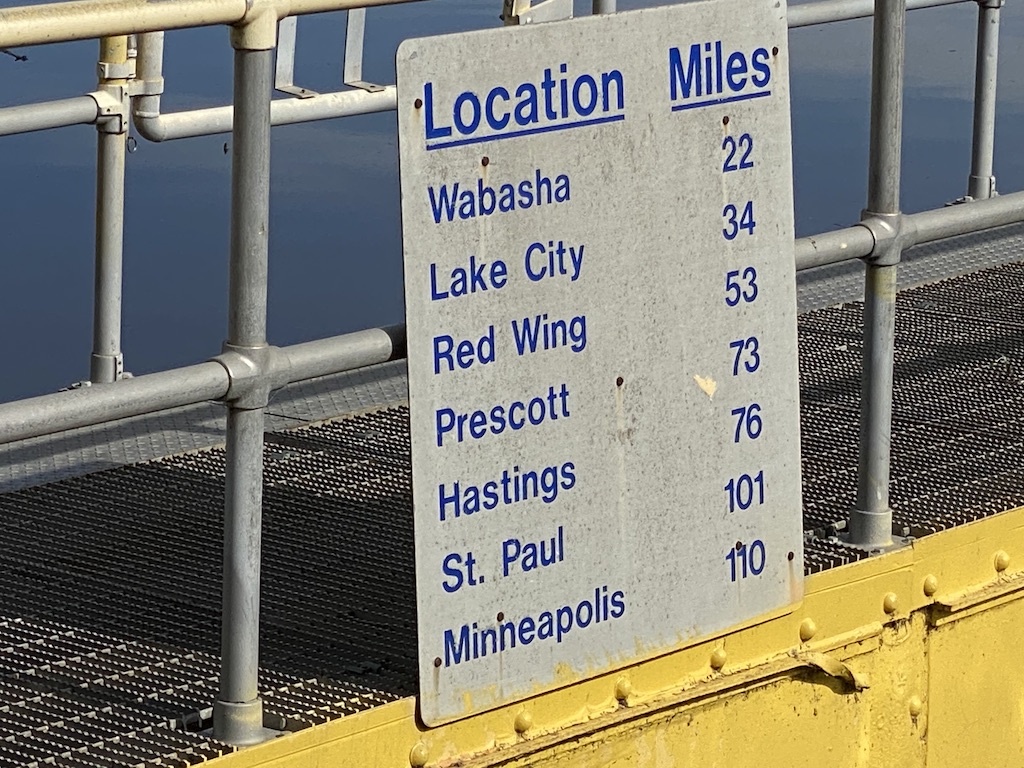 Location Miles
Wabasha 22
Lake City 34
Red Wing 53
Prescott 73
Hastings 76
St. Paul 101
Minneapolis 110